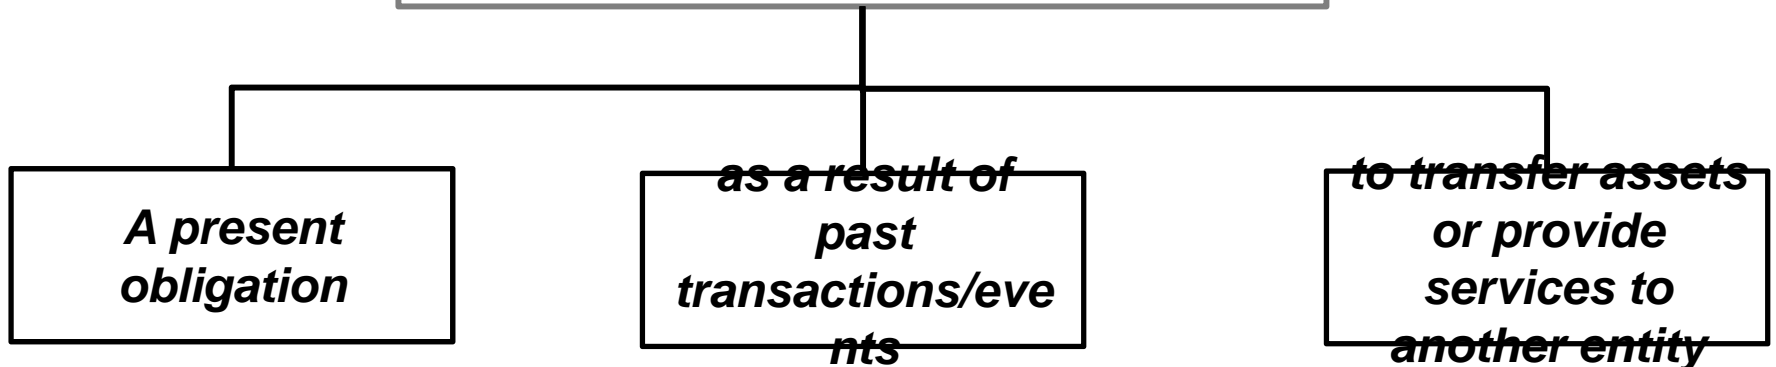 A present
obligation
as a result of
past
transactions/eve
nts
to transfer assets
or provide
services to
another entity